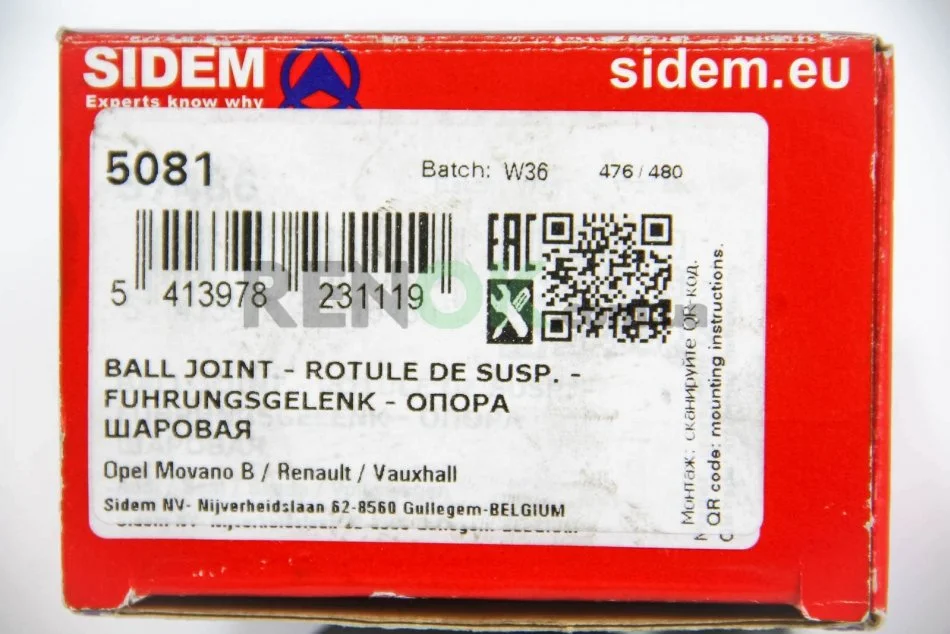 SIDEM
Experts know why
sidem.eu
5081
Batch: W36 476 / 480
EAC
5 413978 231119
RENO
BALL JOINT - ROTULE DE SUSP. -
FUHRUNGSGELENK - ОПОРА
ШАРОВАЯ
Opel Movano B / Renault / Vauxhall
Sidem NV- Nijverheidslaan 62-8560 Gullegem-BELGIUM
Монтаж: сканируйте QR-код.
QR code: mounting instructions.